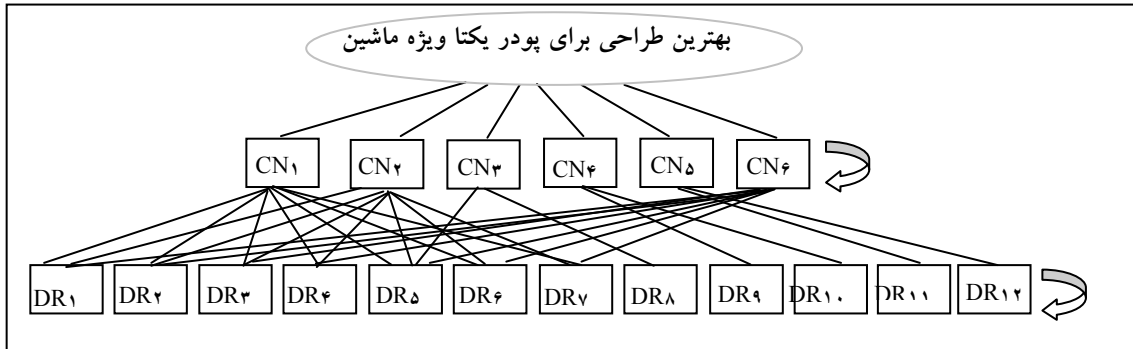 بهترین طراحی برای پودر یکتا ویژه ماشین
CN۱ CN۲ CN۳ CN۴ CN۵ CN۶
DR۱ DR۲ DR۳ DR۴ DR۵ DR۶ DR۷ DR۸ DR۹ DR۱۰ DR۱۱ DR۱۲